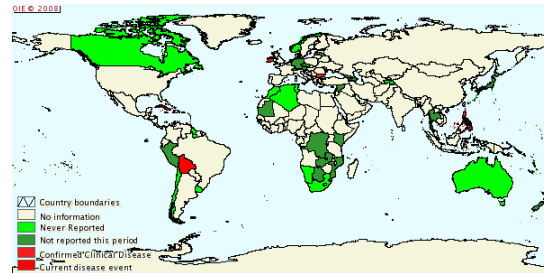 OIE © 2008
Country boundaries
No information
Never Reported
Not reported this period
Confirmed Clinical Disease
Current disease event